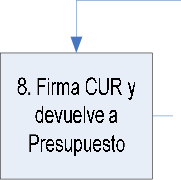 8. Firma CUR y
devuelve a
Presupuesto